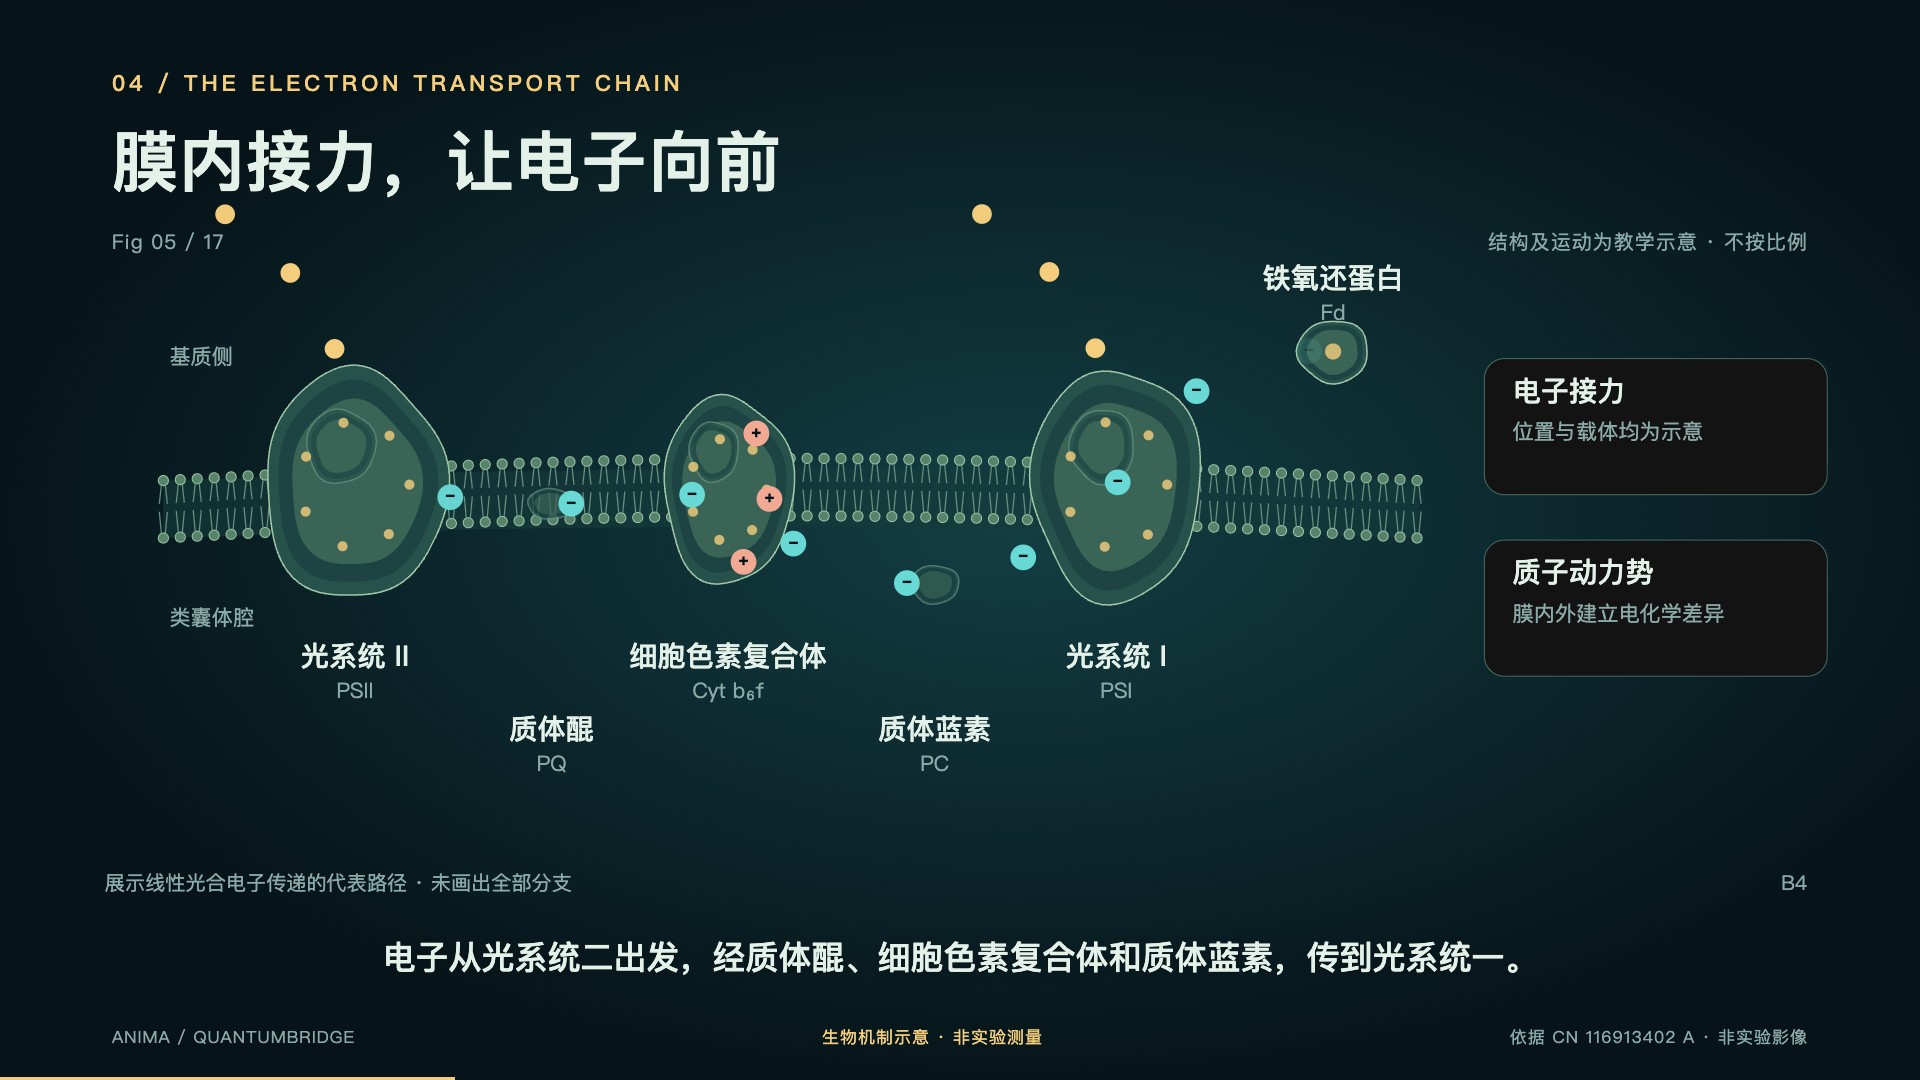 04 / THE ELECTRON TRANSPORT CHAIN
膜内接力，让电子向前
Fig 05 / 17
结构及运动为教学示意 · 不按比例
铁氧还蛋白
Fd
基质侧
电子接力
位置与载体均为示意
质子动力势
膜内外建立电化学差异
类囊体腔
光系统 II
PSII
细胞色素复合体
Cyt b₆f
光系统 I
PSI
质体醌
PQ
质体蓝素
PC
展示线性光合电子传递的代表路径 · 未画出全部分支
B4
电子从光系统二出发，经质体醌、细胞色素复合体和质体蓝素，传到光系统一。
ANIMA / QUANTUMBRIDGE
生物机制示意 · 非实验测量
依据 CN 116913402 A · 非实验影像